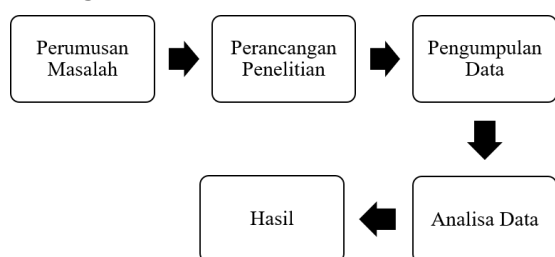 Perumusan
Masalah
Perancangan
Penelitian
Pengumpulan
Data
Analisa Data
Hasil